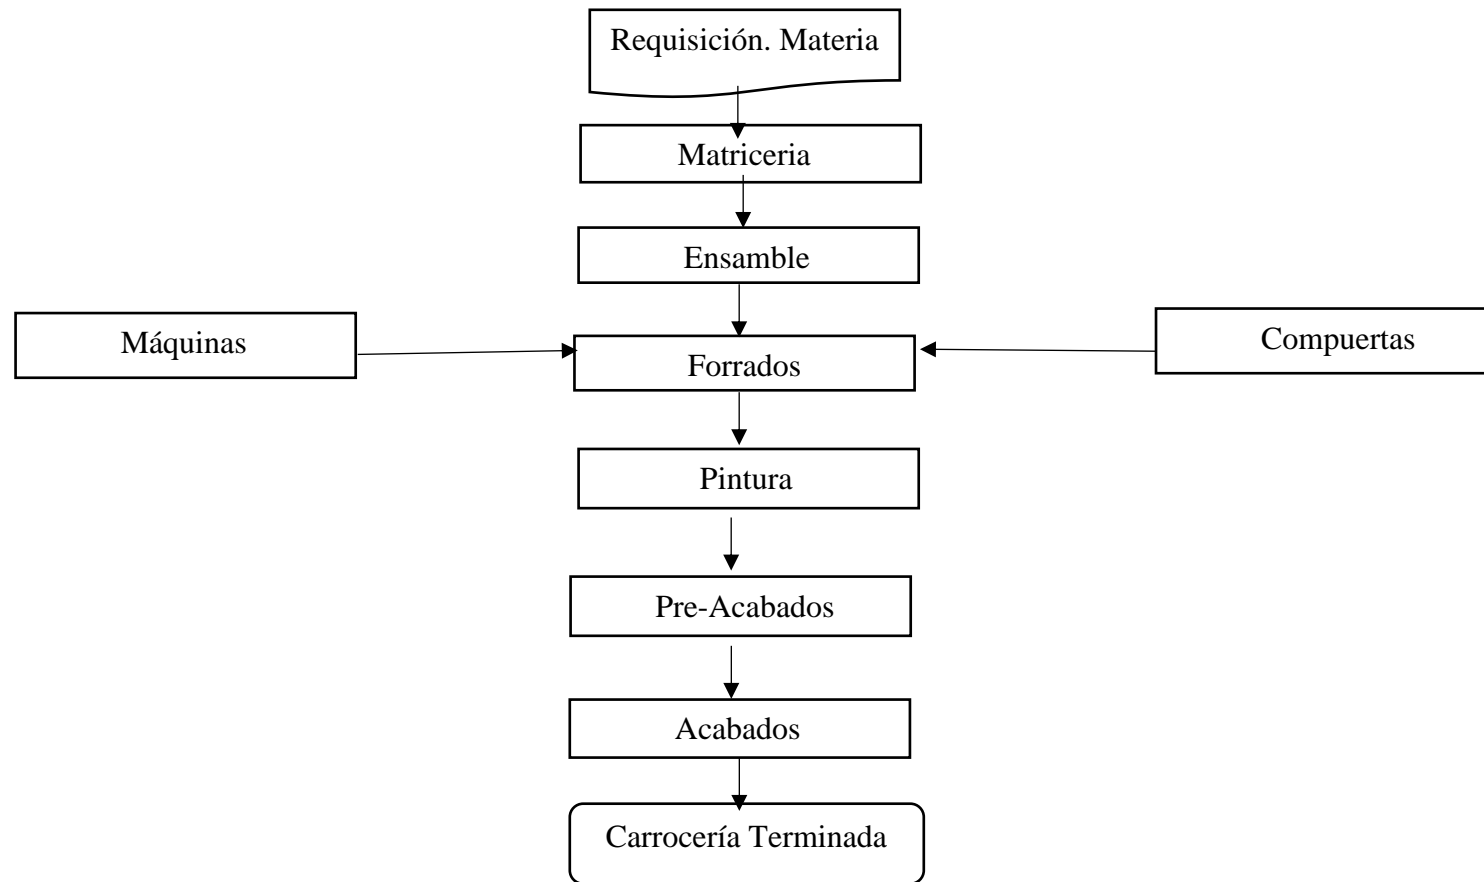 Requisición. Materia
Matriceria
Ensamble
Máquinas
Forrados
Compuertas
Pintura
Pre-Acabados
Acabados
Carrocería Terminada